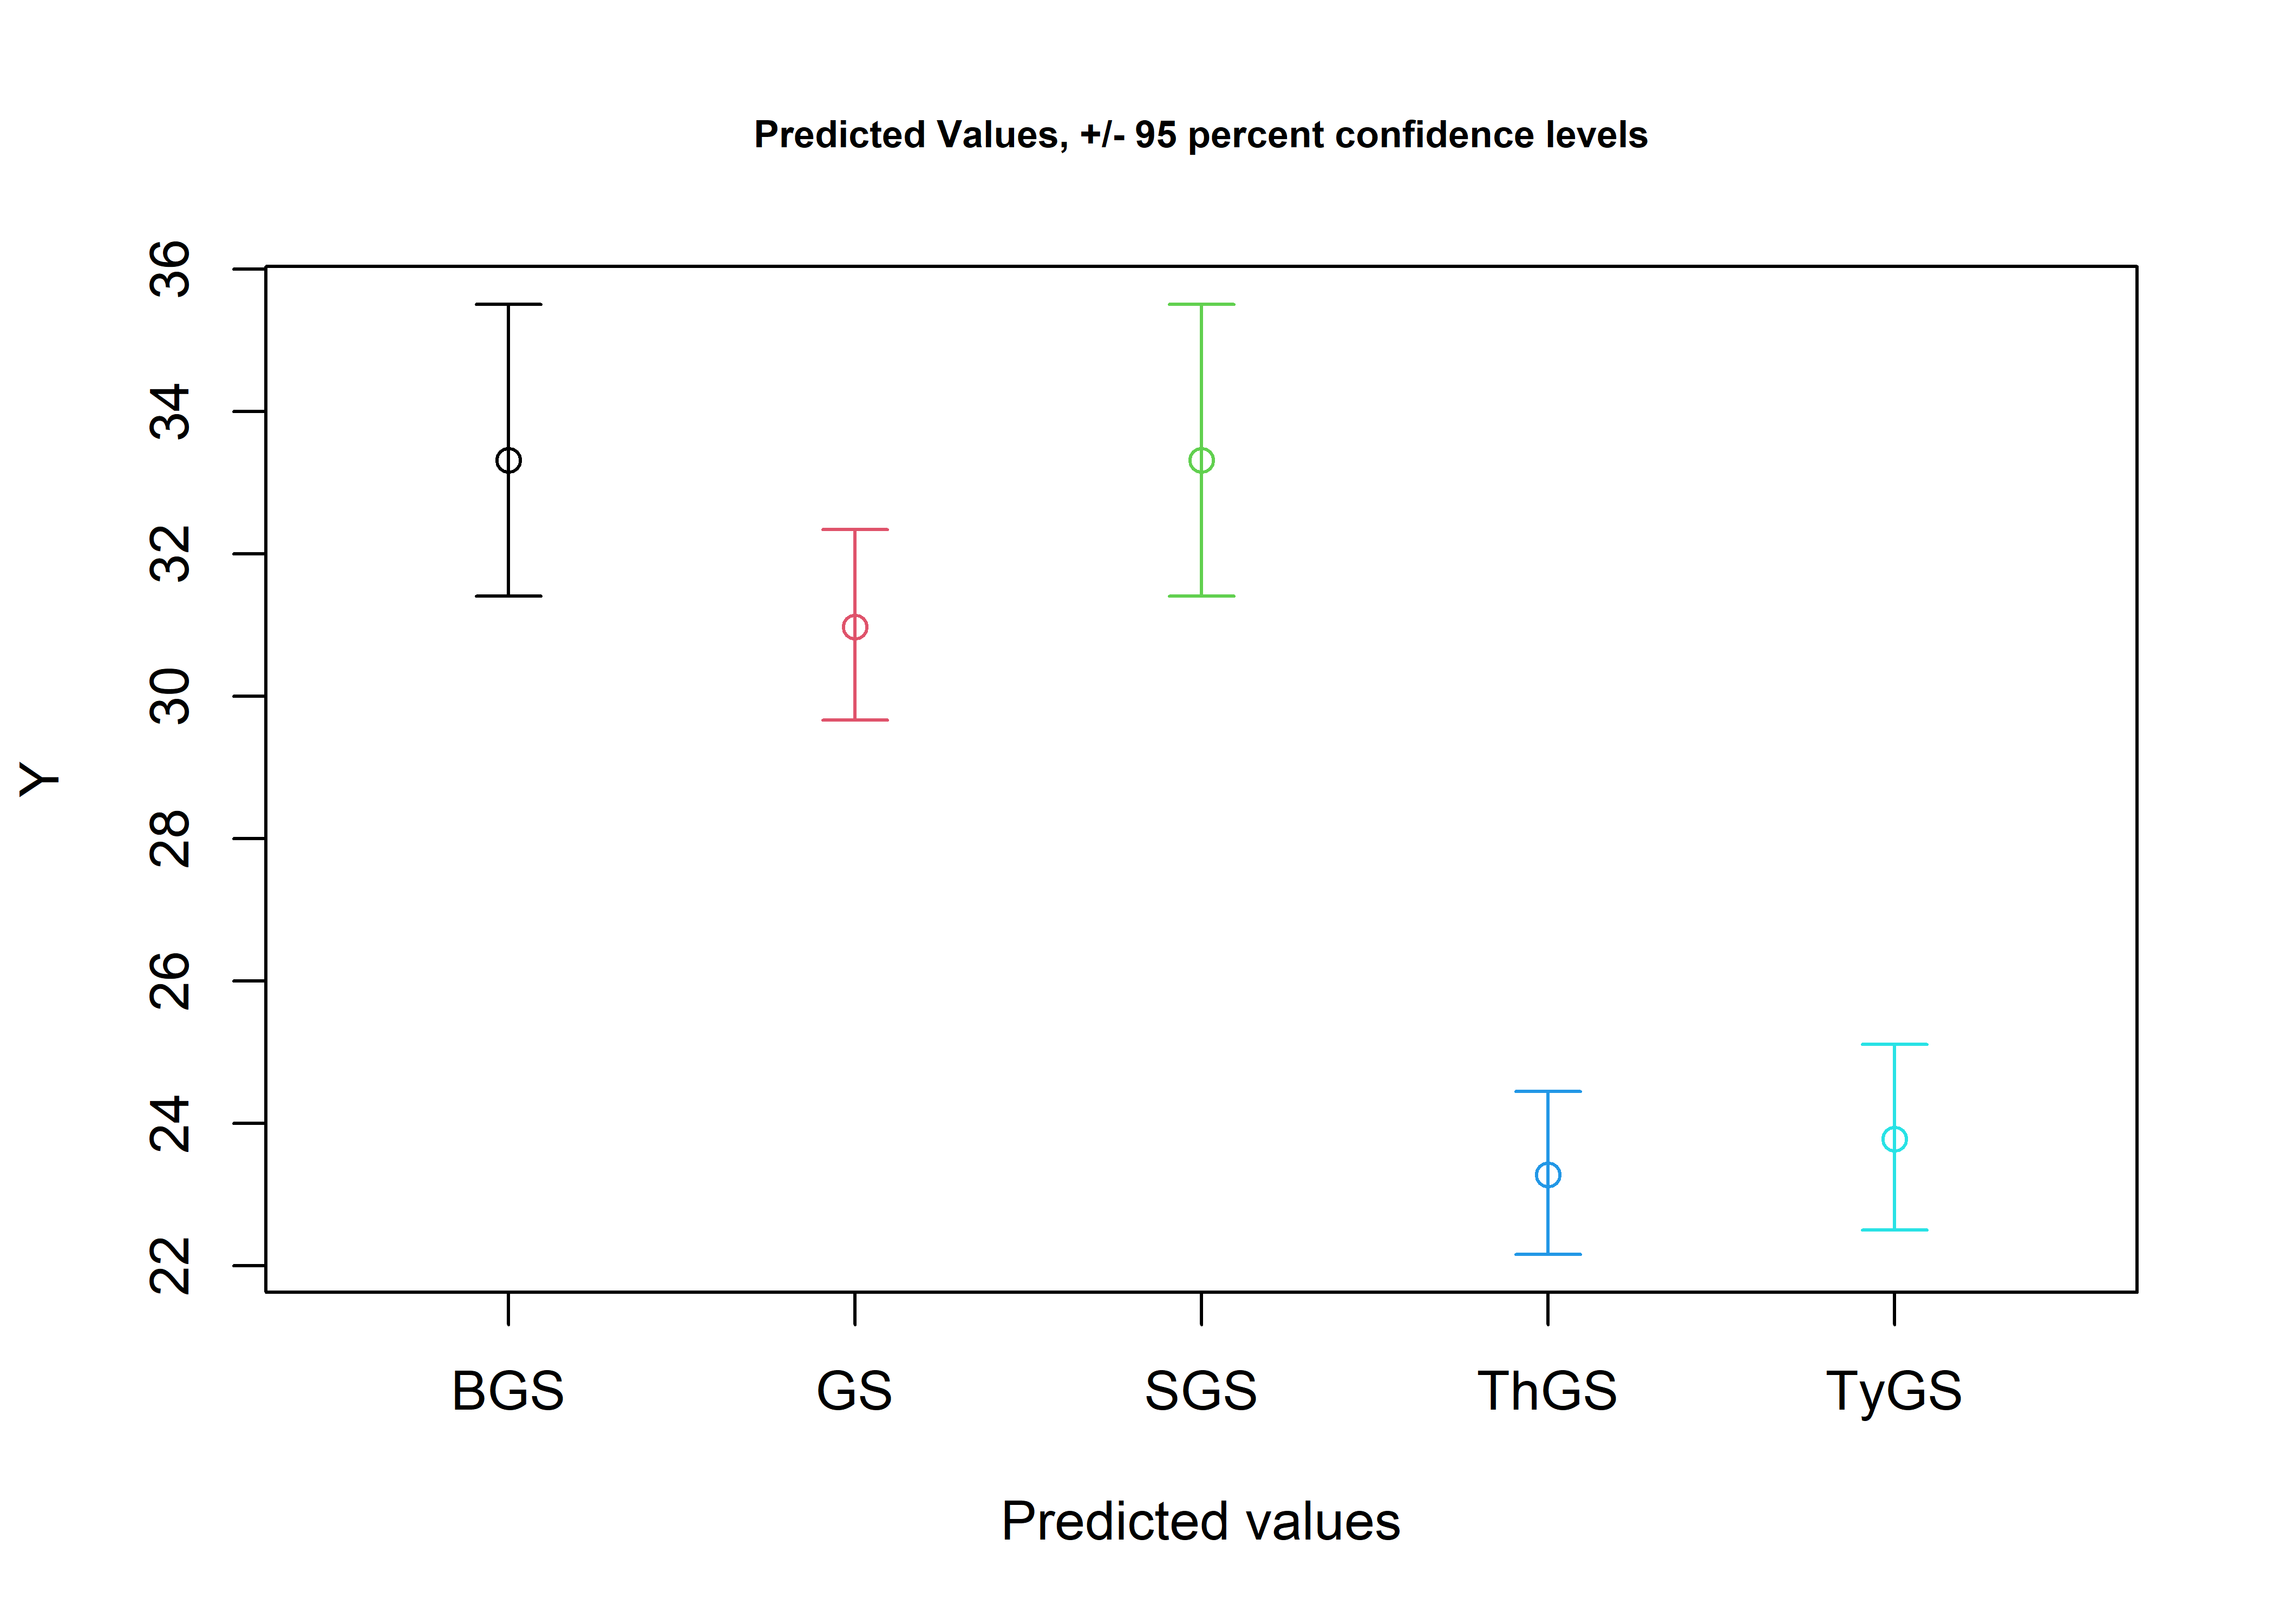 Predicted Values, +/- 95 percent confidence levels
36
34
32
30
28
26
24
22
Y
BGS GS SGS ThGS TyGS
Predicted values